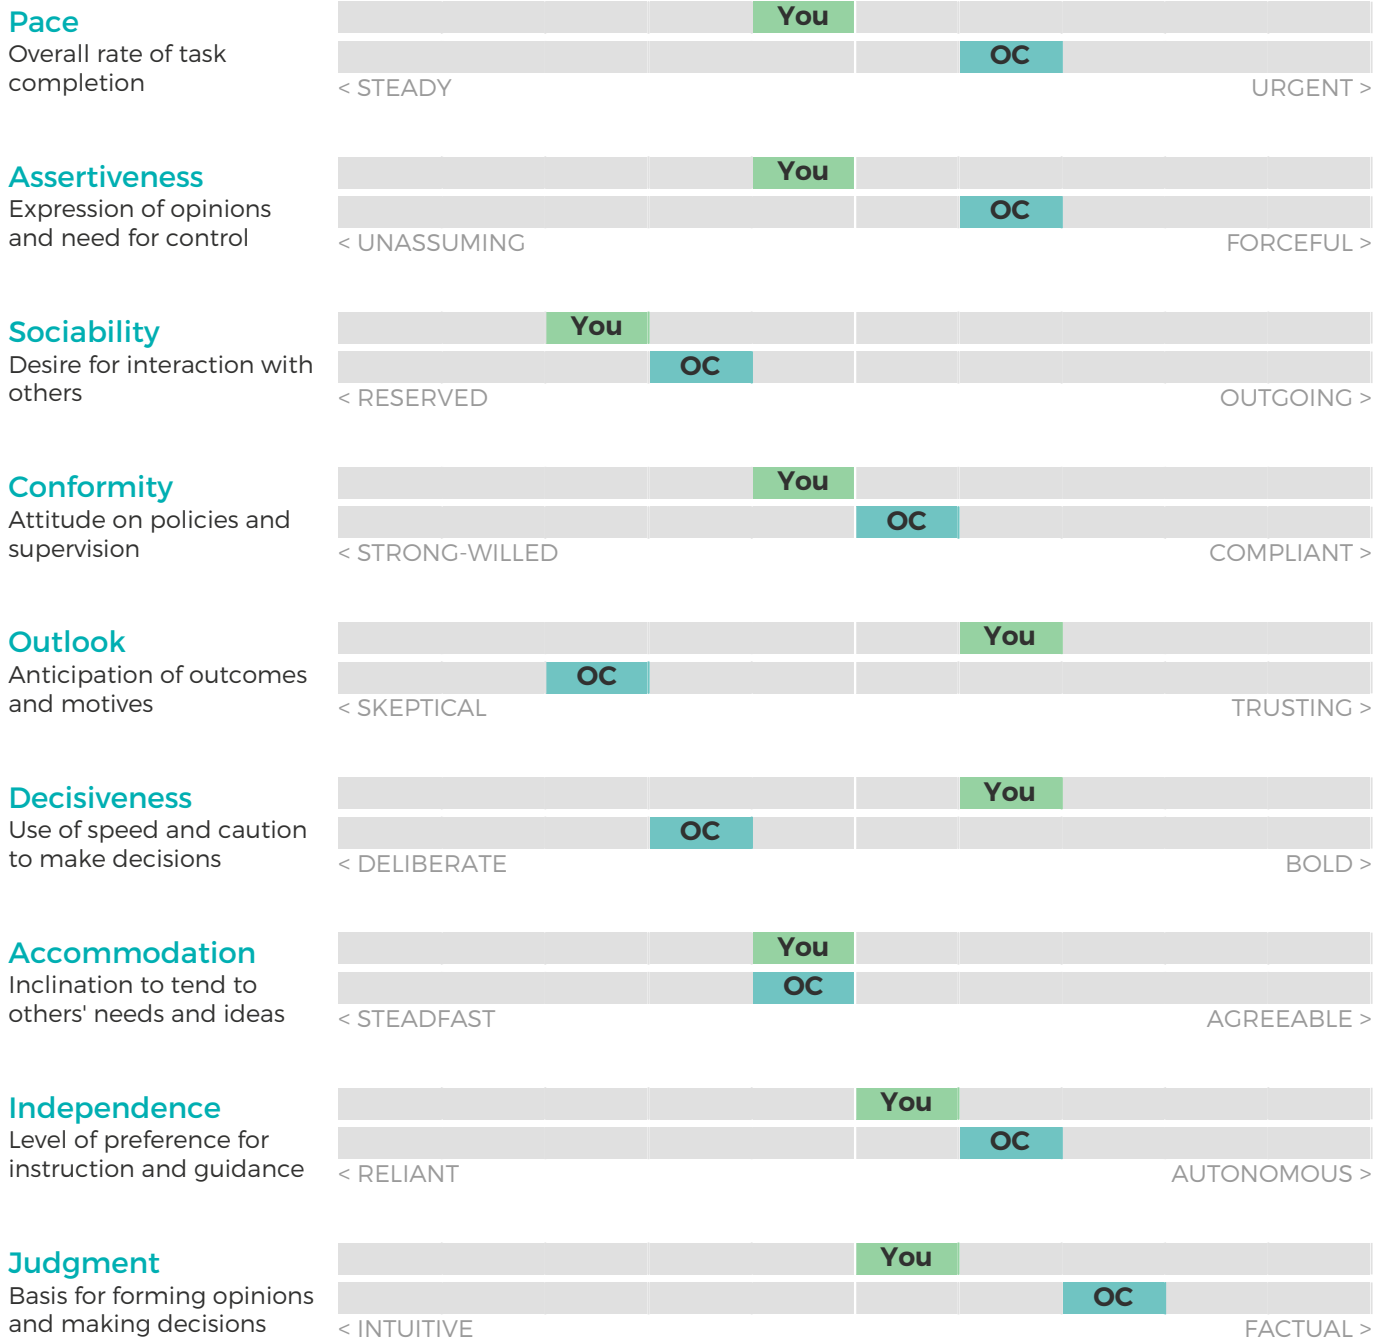 Pace
Overall rate of task
completion
You
OC
< STEADY
URGENT >
Assertiveness
Expression of opinions
and need for control
You
OC
< UNASSUMING
FORCEFUL >
Sociability
Desire for interaction with
others
You
OC
< RESERVED
OUTGOING >
Conformity
Attitude on policies and
supervision
You
OC
< STRONG-WILLED
COMPLIANT >
Outlook
Anticipation of outcomes
and motives
You
OC
< SKEPTICAL
TRUSTING >
Decisiveness
Use of speed and caution
to make decisions
You
OC
< DELIBERATE
BOLD >
Accommodation
Inclination to tend to
others' needs and ideas
You
OC
< STEADFAST
AGREEABLE >
Independence
Level of preference for
instruction and guidance
You
OC
< RELIANT
AUTONOMOUS >
Judgment
Basis for forming opinions
and making decisions
You
OC
< INTUITIVE
FACTUAL >